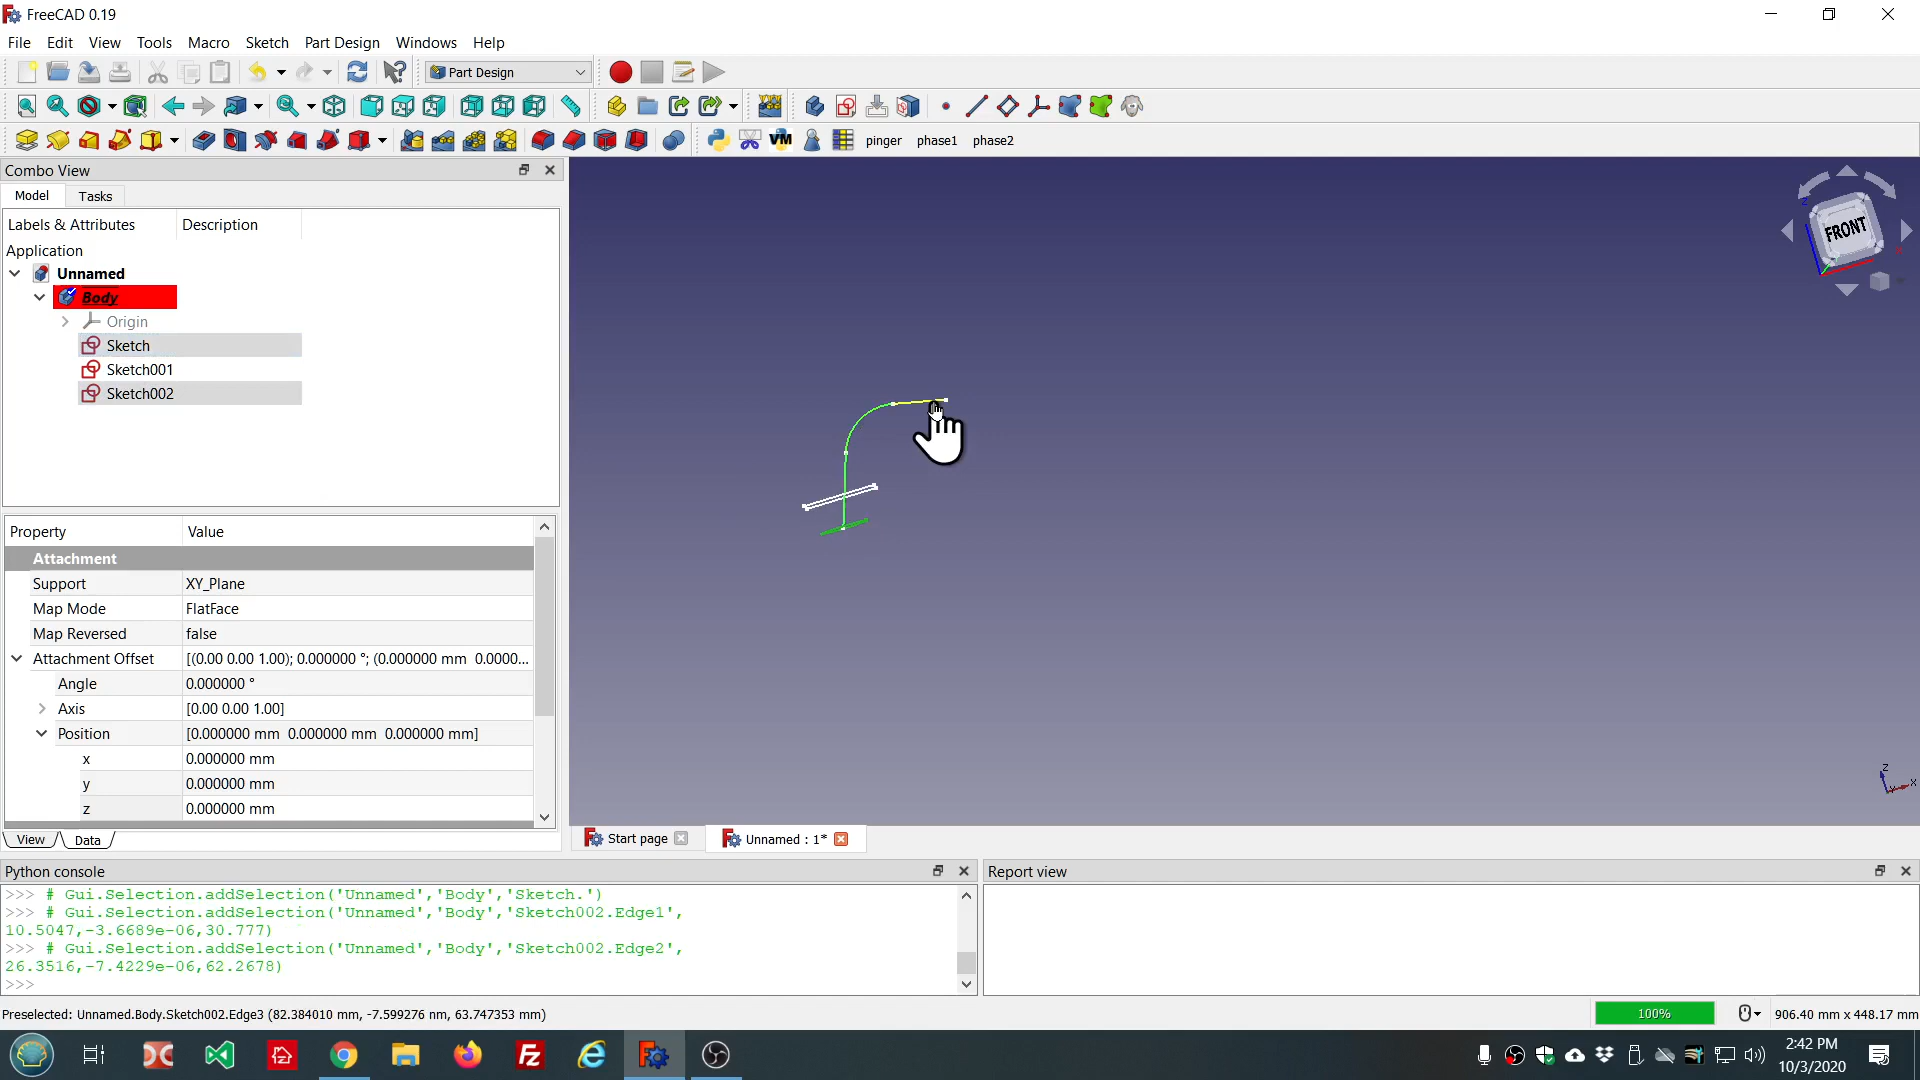 FreeCAD 0.19
File Edit View Tools Macro Sketch Part Design Windows Help
Part Design
pinger phase1 phase2
Combo View
Model Tasks
Labels & Attributes Description
Application
Unnamed
Body
Origin
Sketch
Sketch001
Sketch002
Property Value
Attachment
Support XY_Plane
Map Mode FlatFace
Map Reversed false
Attachment Offset [(0.00 0.00 1.00); 0.000000 °; (0.000000 mm 0.0000...
Angle 0.000000 °
Axis [0.00 0.00 1.00]
Position [0.000000 mm 0.000000 mm 0.000000 mm]
x 0.000000 mm
y 0.000000 mm
z 0.000000 mm
View Data
FRONT
Z
X
Z
Y
X
Start page
Unnamed : 1*
Python console
>>> # Gui.Selection.addSelection('Unnamed','Body','Sketch.')
>>> # Gui.Selection.addSelection('Unnamed','Body','Sketch002.Edge1',
10.5047,-3.6689e-06,30.777)
>>> # Gui.Selection.addSelection('Unnamed','Body','Sketch002.Edge2',
26.3516,-7.4229e-06,62.2678)
>>>
Report view
Preselected: Unnamed.Body.Sketch002.Edge3 (82.384010 mm, -7.599276 nm, 63.747353 mm)
100%
906.40 mm x 448.17 mm
2:42 PM
10/3/2020